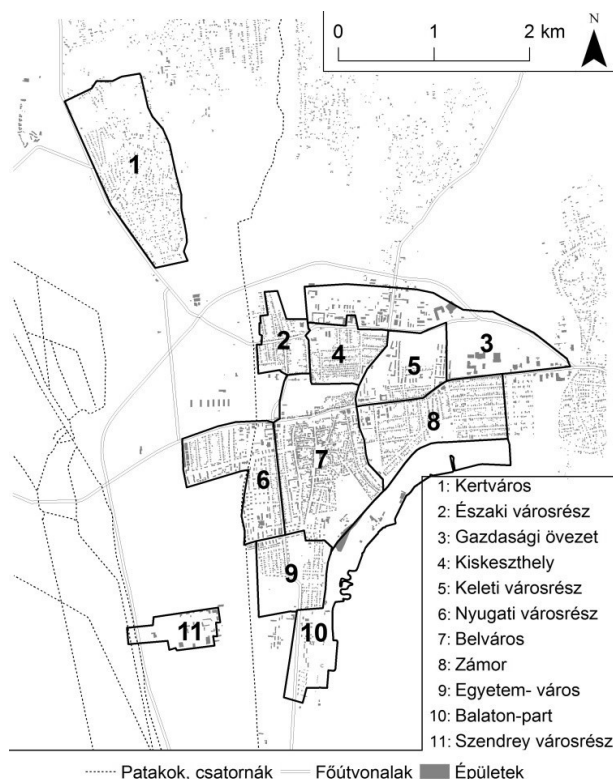 N
0 1 2 km
1
2
3
4
5
6
7
8
9
10
11
1: Kertváros
2: Északi városrész
3: Gazdasági övezet
4: Kiskeszthely
5: Keleti városrész
6: Nyugati városrész
7: Belváros
8: Zámor
9: Egyetem- város
10: Balaton-part
11: Szendrey városrész
Patakok, csatornák Főútvonalak Épületek